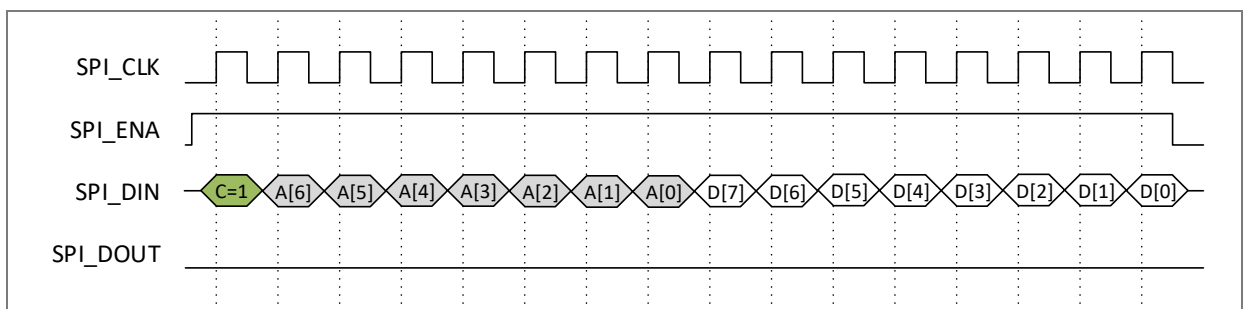 SPI_CLK
SPI_ENA
SPI_DIN C=1 A[6] A[5] A[4] A[3] A[2] A[1] A[0] D[7] D[6] D[5] D[4] D[3] D[2] D[1] D[0]
SPI_DOUT